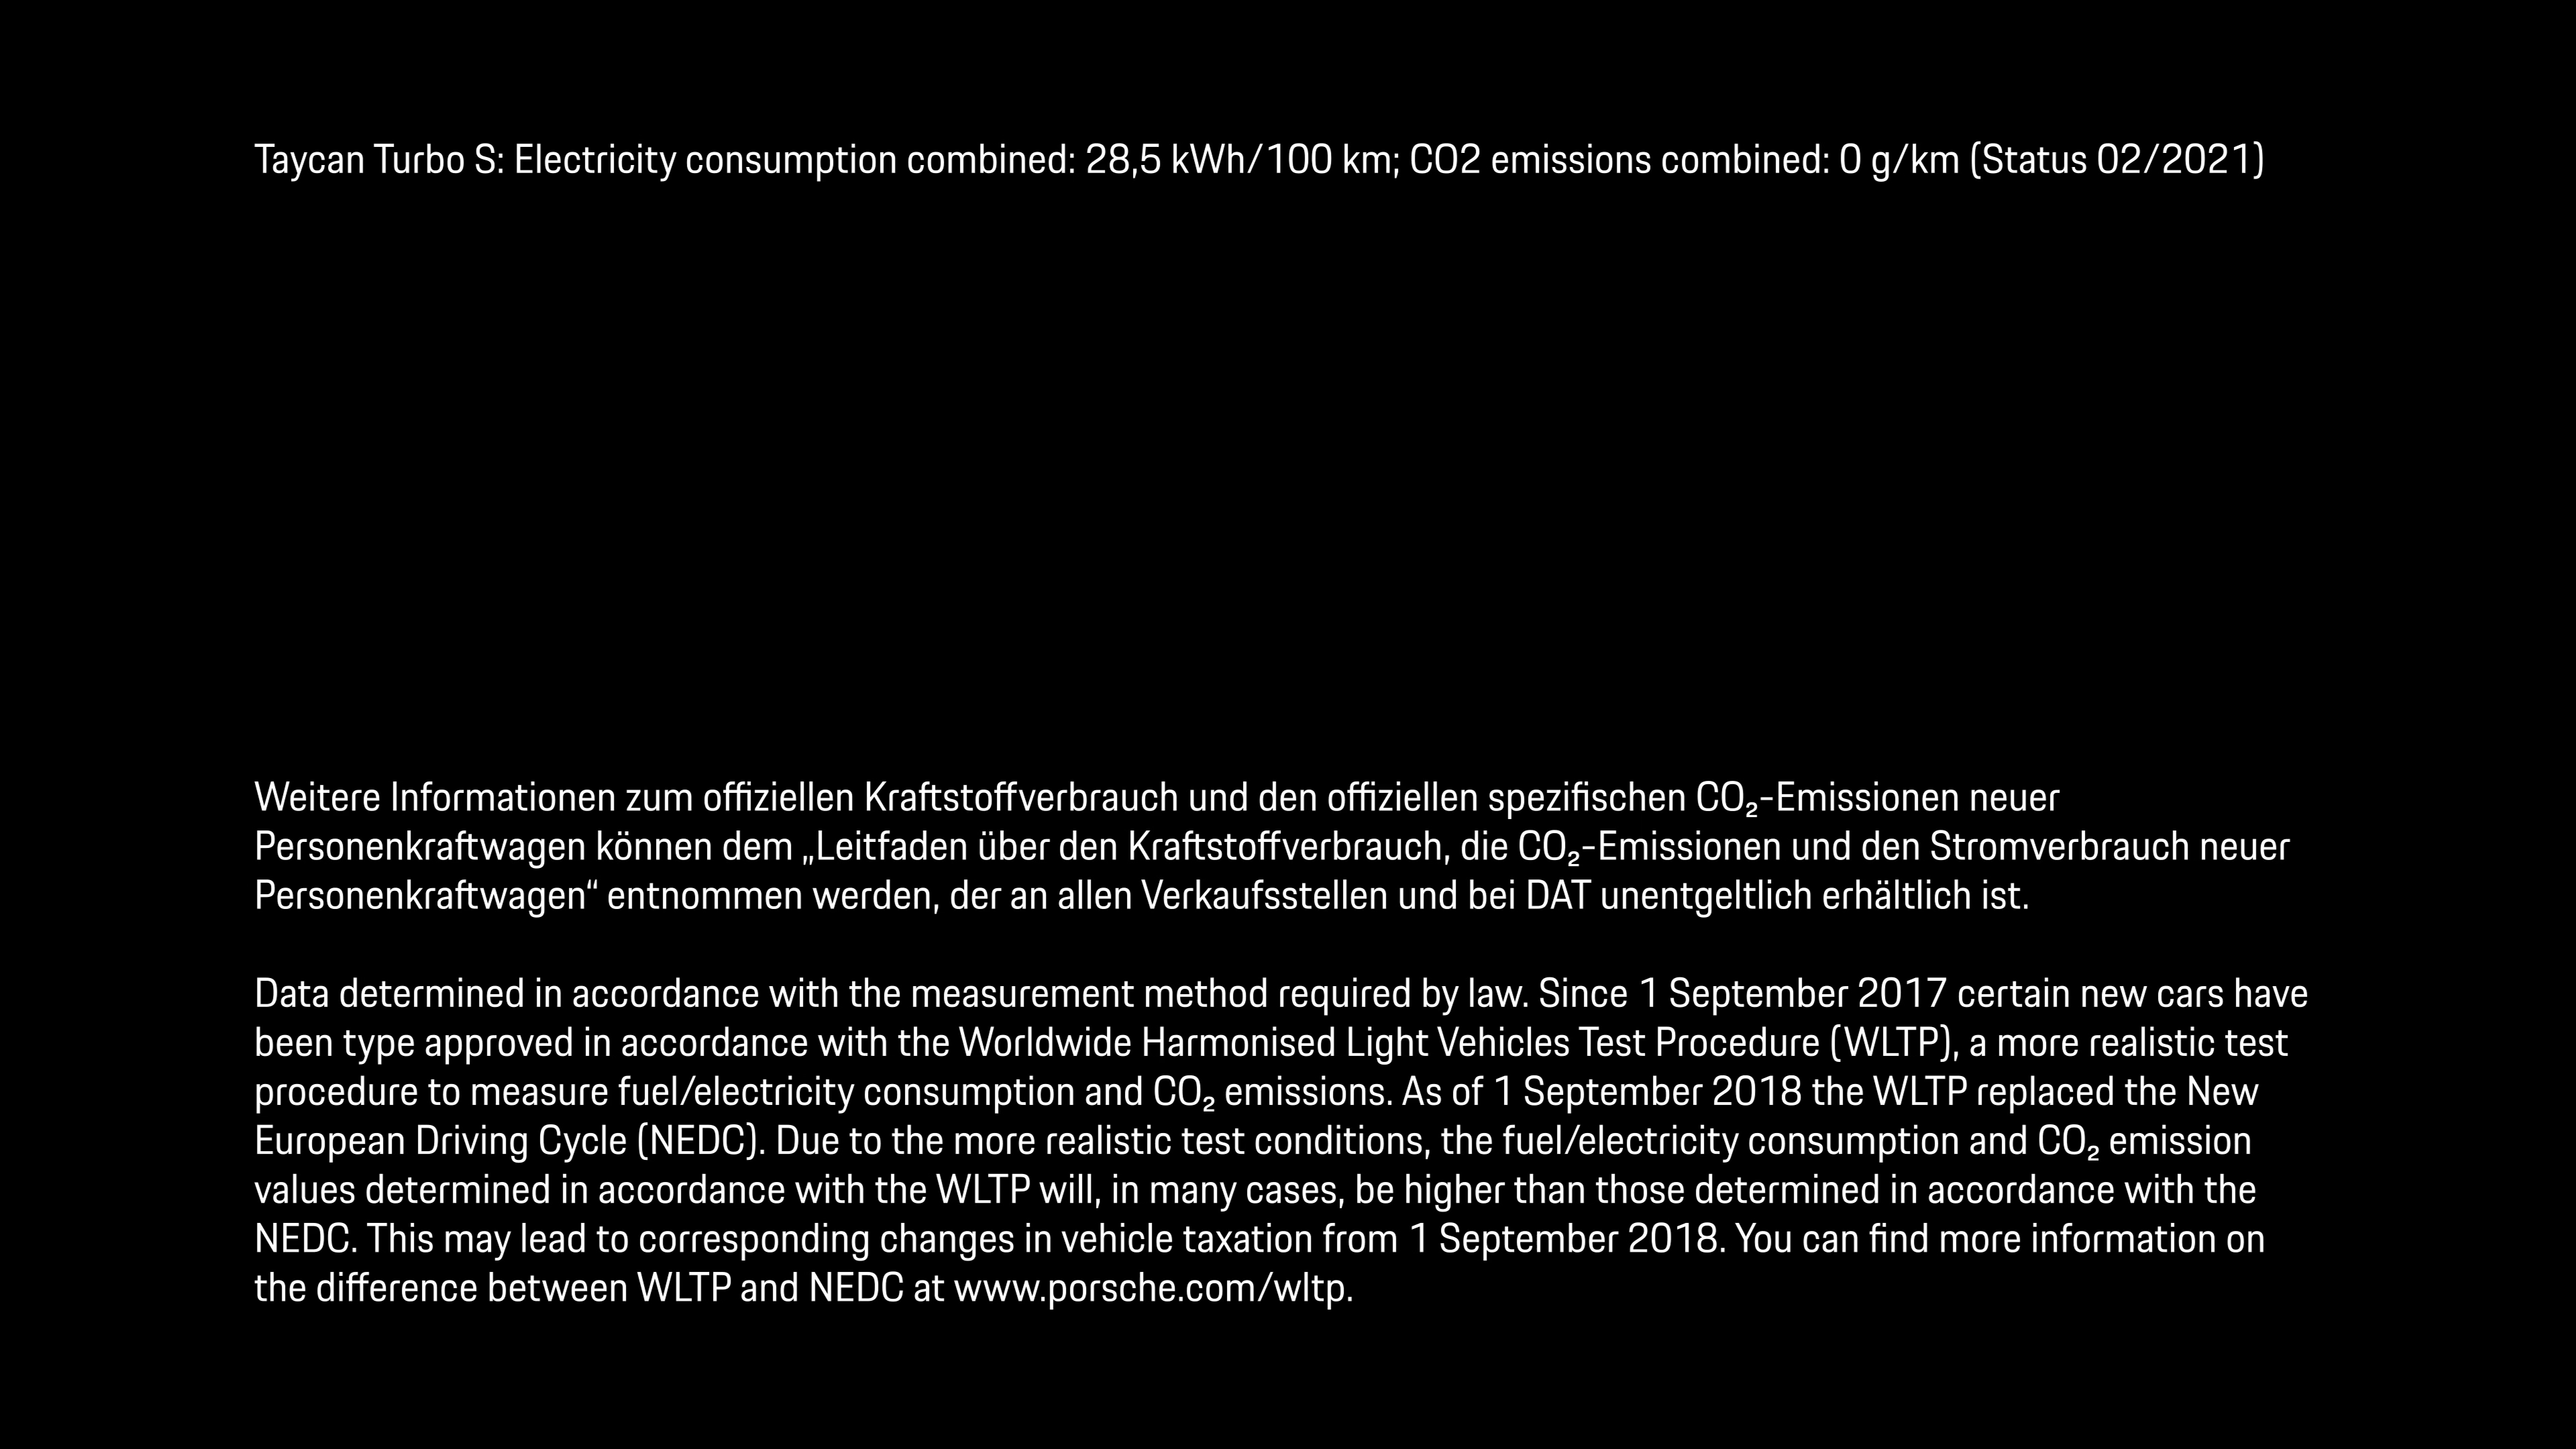 Taycan Turbo S: Electricity consumption combined: 28,5 kWh/100 km; CO2 emissions combined: 0 g/km (Status 02/2021)
Weitere Informationen zum offiziellen Kraftstoffverbrauch und den offiziellen spezifischen CO₂-Emissionen neuer
Personenkraftwagen können dem „Leitfaden über den Kraftstoffverbrauch, die CO₂-Emissionen und den Stromverbrauch neuer
Personenkraftwagen“ entnommen werden, der an allen Verkaufsstellen und bei DAT unentgeltlich erhältlich ist.
Data determined in accordance with the measurement method required by law. Since 1 September 2017 certain new cars have
been type approved in accordance with the Worldwide Harmonised Light Vehicles Test Procedure (WLTP), a more realistic test
procedure to measure fuel/electricity consumption and CO₂ emissions. As of 1 September 2018 the WLTP replaced the New
European Driving Cycle (NEDC). Due to the more realistic test conditions, the fuel/electricity consumption and CO₂ emission
values determined in accordance with the WLTP will, in many cases, be higher than those determined in accordance with the
NEDC. This may lead to corresponding changes in vehicle taxation from 1 September 2018. You can find more information on
the difference between WLTP and NEDC at www.porsche.com/wltp.